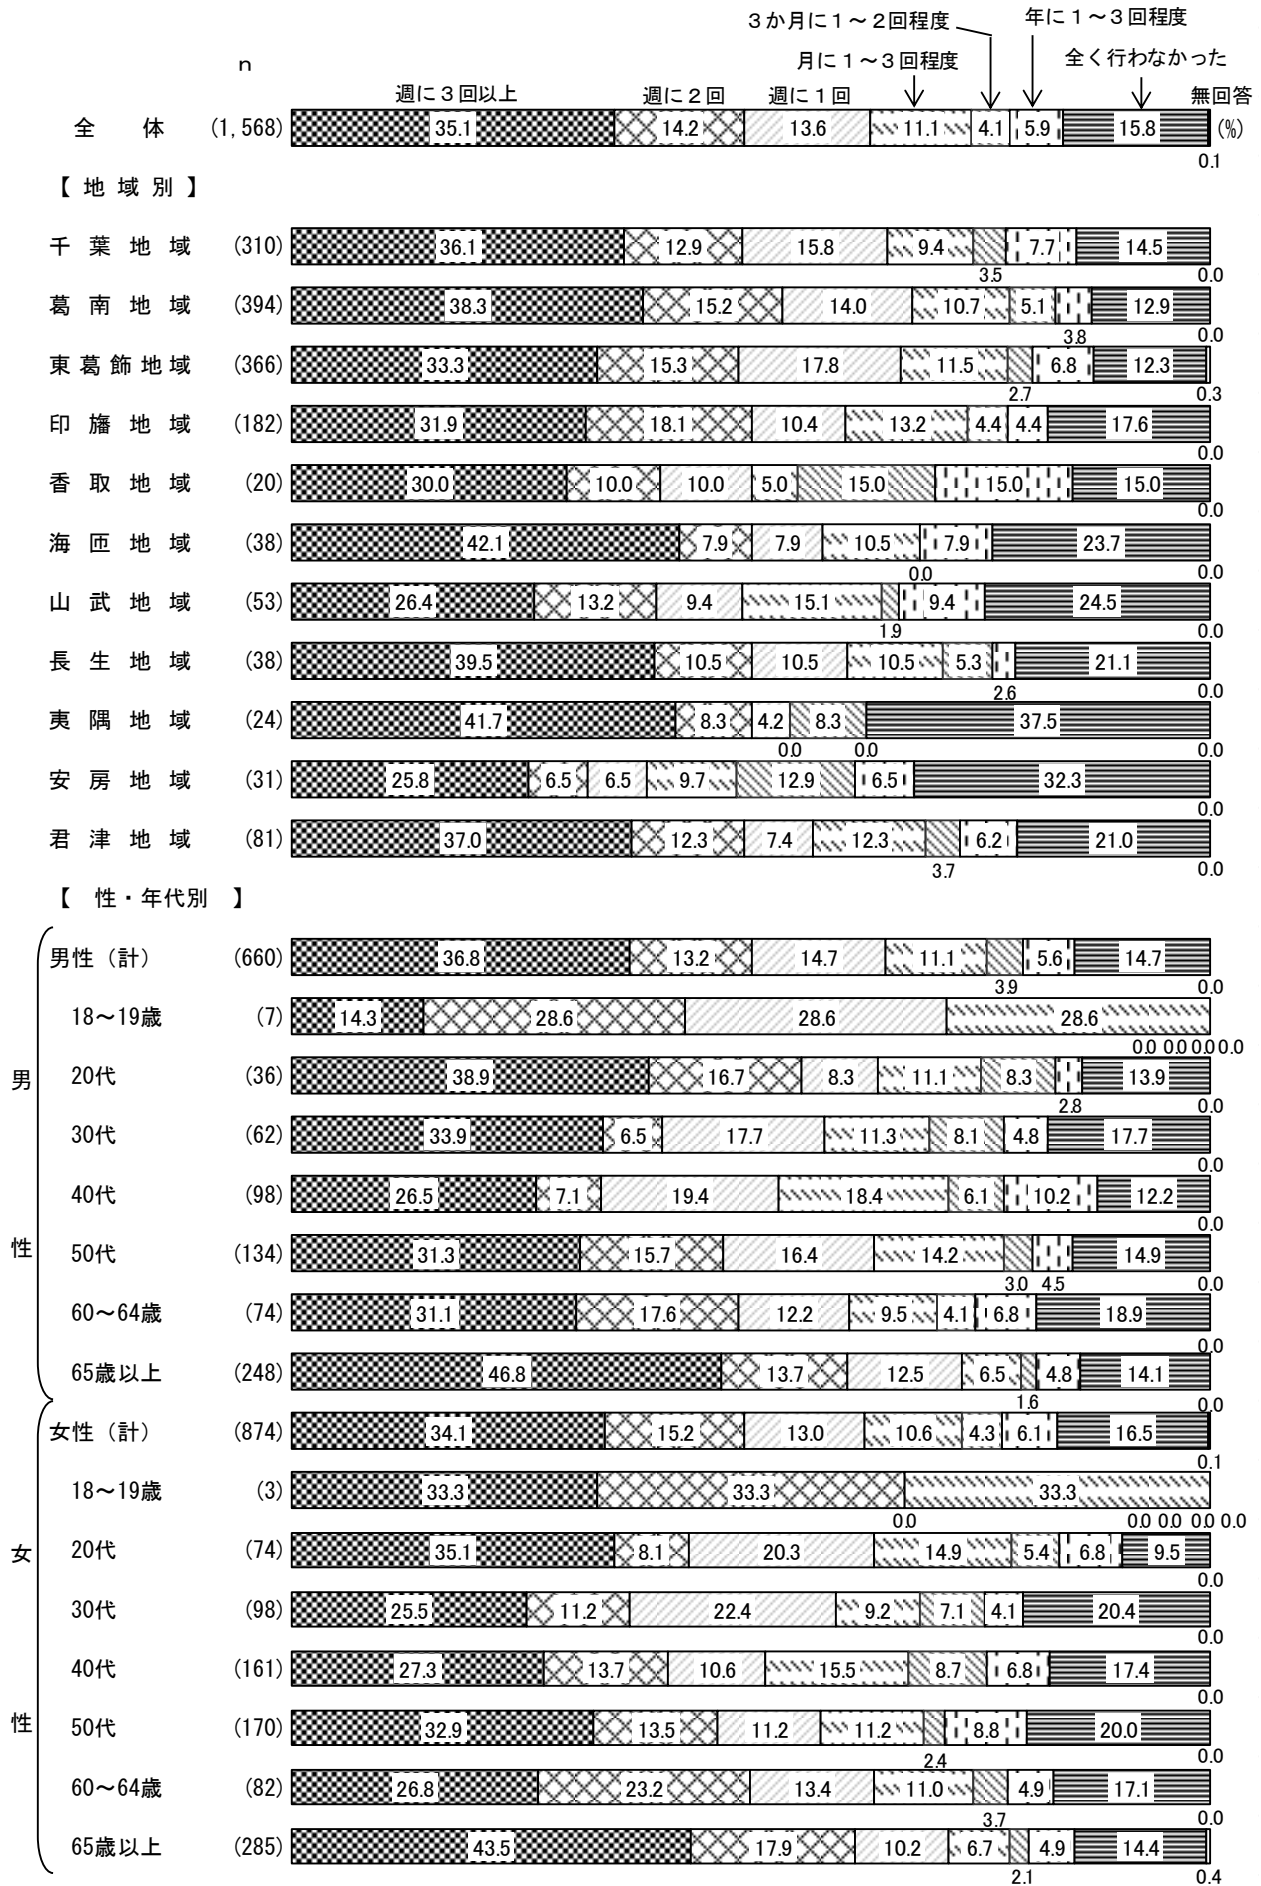 3か月に1～2回程度
年に1～3回程度
月に1～3回程度
全く行わなかった
n
週に3回以上 週に2回 週に1回 無回答
全体 (1,568) 35.1 14.2 13.6 11.1 4.1 5.9 15.8 (%)
0.1
【地域別】
千葉地域 (310) 36.1 12.9 15.8 9.4 7.7 14.5
3.5 0.0
葛南地域 (394) 38.3 15.2 14.0 10.7 5.1 12.9
3.8 0.0
東葛飾地域 (366) 33.3 15.3 17.8 11.5 6.8 12.3
2.7 0.3
印旛地域 (182) 31.9 18.1 10.4 13.2 4.4 4.4 17.6
0.0
香取地域 (20) 30.0 10.0 10.0 5.0 15.0 15.0 15.0
0.0
海匝地域 (38) 42.1 7.9 7.9 10.5 7.9 23.7
0.0 0.0
山武地域 (53) 26.4 13.2 9.4 15.1 9.4 24.5
1.9 0.0
長生地域 (38) 39.5 10.5 10.5 10.5 5.3 21.1
2.6 0.0
夷隅地域 (24) 41.7 8.3 4.2 8.3 37.5
0.0 0.0 0.0
安房地域 (31) 25.8 6.5 6.5 9.7 12.9 6.5 32.3
0.0
君津地域 (81) 37.0 12.3 7.4 12.3 6.2 21.0
3.7 0.0
【性・年代別】
男性（計） (660) 36.8 13.2 14.7 11.1 5.6 14.7
3.9 0.0
18～19歳 (7) 14.3 28.6 28.6 28.6
0.0 0.0 0.0 0.0
男
20代 (36) 38.9 16.7 8.3 11.1 8.3 13.9
2.8 0.0
30代 (62) 33.9 6.5 17.7 11.3 8.1 4.8 17.7
0.0
40代 (98) 26.5 7.1 19.4 18.4 6.1 10.2 12.2
0.0
性
50代 (134) 31.3 15.7 16.4 14.2 14.9
3.0 4.5 0.0
60～64歳 (74) 31.1 17.6 12.2 9.5 4.1 6.8 18.9
0.0
65歳以上 (248) 46.8 13.7 12.5 6.5 4.8 14.1
1.6 0.0
女性（計） (874) 34.1 15.2 13.0 10.6 4.3 6.1 16.5
0.1
18～19歳 (3) 33.3 33.3 33.3
0.0 0.0 0.0 0.0 0.0
女
20代 (74) 35.1 8.1 20.3 14.9 5.4 6.8 9.5
0.0
30代 (98) 25.5 11.2 22.4 9.2 7.1 4.1 20.4
0.0
40代 (161) 27.3 13.7 10.6 15.5 8.7 6.8 17.4
0.0
性
50代 (170) 32.9 13.5 11.2 11.2 8.8 20.0
2.4 0.0
60～64歳 (82) 26.8 23.2 13.4 11.0 4.9 17.1
3.7 0.0
65歳以上 (285) 43.5 17.9 10.2 6.7 4.9 14.4
2.1 0.4